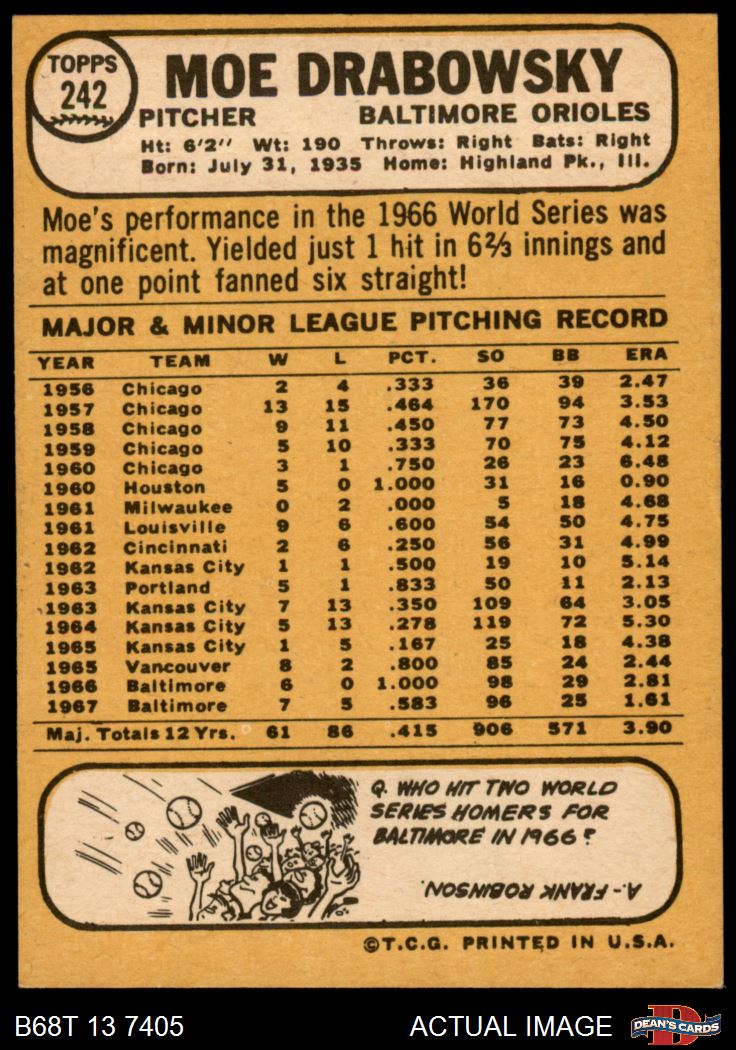 TOPPS
242
MOE DRABOWSKY
PITCHER BALTIMORE ORIOLES
Ht: 6'2" Wt: 190 Throws: Right Bats: Right
Born: July 31, 1935 Home: Highland Pk., Ill.
Moe's performance in the 1966 World Series was
magnificent. Yielded just 1 hit in 6⅔ innings and
at one point fanned six straight!
MAJOR & MINOR LEAGUE PITCHING RECORD
YEAR TEAM W L PCT. SO BB ERA
1956 Chicago 2 4 .333 36 39 2.47
1957 Chicago 13 15 .464 170 94 3.53
1958 Chicago 9 11 .450 77 73 4.50
1959 Chicago 5 10 .333 70 75 4.12
1960 Chicago 3 1 .750 26 23 6.48
1960 Houston 5 0 1.000 31 16 0.90
1961 Milwaukee 0 2 .000 5 18 4.68
1961 Louisville 9 6 .600 54 50 4.75
1962 Cincinnati 2 6 .250 56 31 4.99
1962 Kansas City 1 1 .500 19 10 5.14
1963 Portland 5 1 .833 50 11 2.13
1963 Kansas City 7 13 .350 109 64 3.05
1964 Kansas City 5 13 .278 119 72 5.30
1965 Kansas City 1 5 .167 25 18 4.38
1965 Vancouver 8 2 .800 85 24 2.44
1966 Baltimore 6 0 1.000 98 29 2.81
1967 Baltimore 7 5 .583 96 25 1.61
Maj. Totals 12 Yrs. 61 86 .415 906 571 3.90
Q. WHO HIT TWO WORLD
SERIES HOMERS FOR
BALTIMORE IN 1966?
A.- FRANK ROBINSON.
©T.C.G. PRINTED IN U.S.A.
B68T 13 7405 ACTUAL IMAGE DEAN'S CARDS